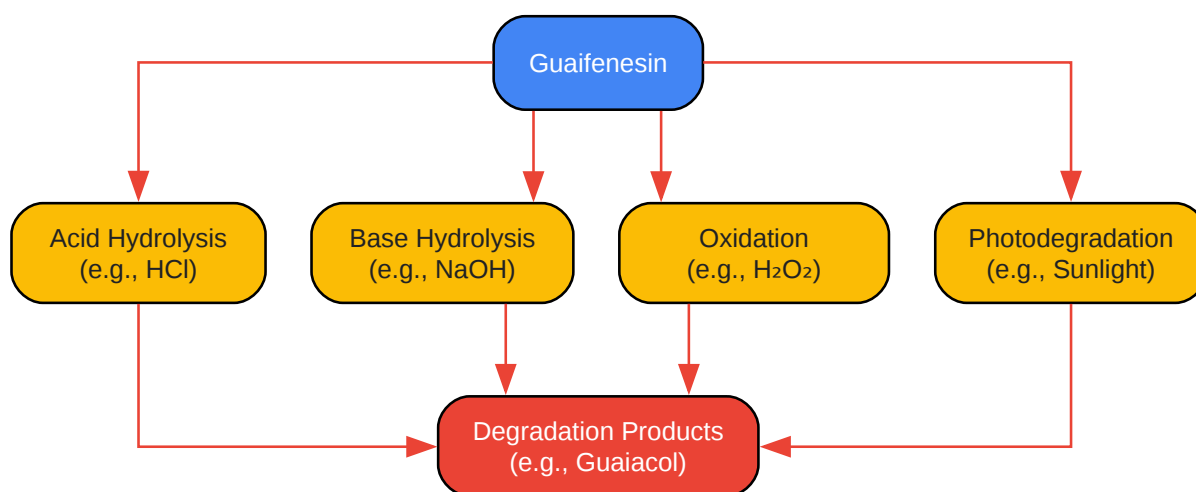 Guaifenesin
Acid Hydrolysis
(e.g., HCl)
Base Hydrolysis
(e.g., NaOH)
Oxidation
(e.g., H₂O₂)
Photodegradation
(e.g., Sunlight)
Degradation Products
(e.g., Guaiacol)